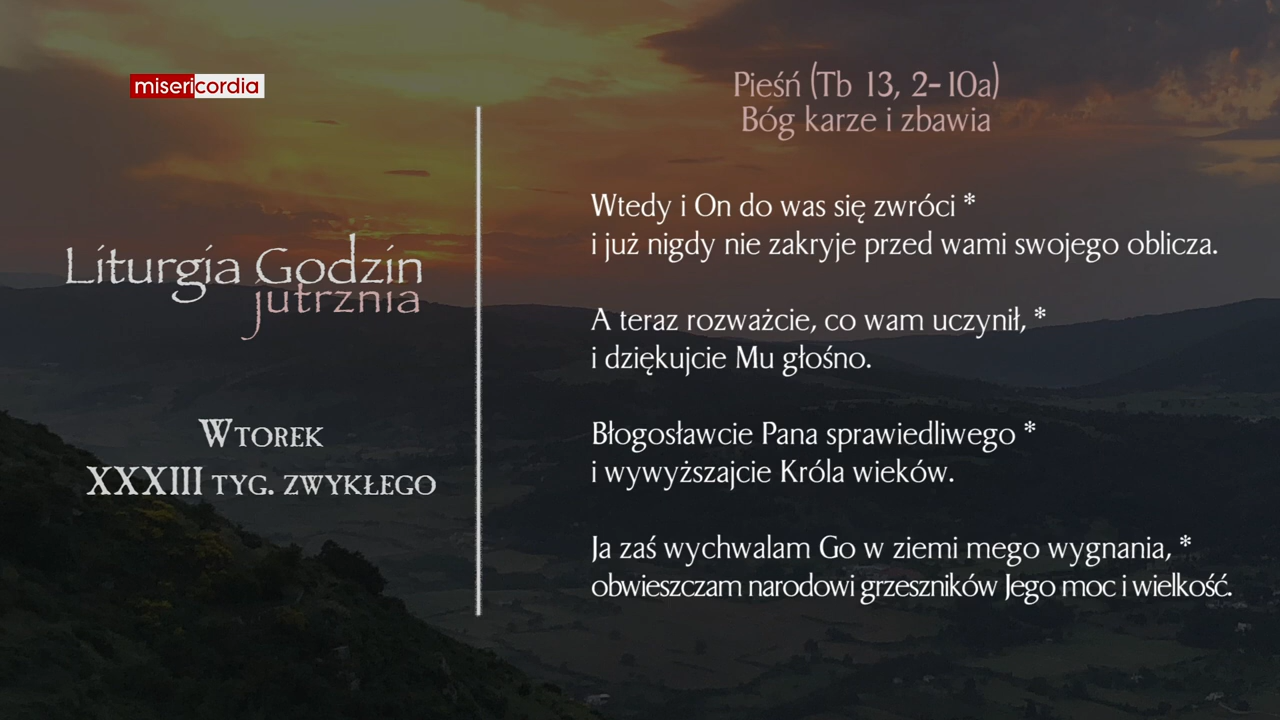 misericordia
Liturgia Godzin
jutrznia
Wtorek
XXXIII tyg. zwykłego
Pieśń (Tb 13, 2-10a)
Bóg karze i zbawia
Wtedy i On do was się zwróci *
i już nigdy nie zakryje przed wami swojego oblicza.
A teraz rozważcie, co wam uczynił, *
i dziękujcie Mu głośno.
Błogosławcie Pana sprawiedliwego *
i wywyższajcie Króla wieków.
Ja zaś wychwalam Go w ziemi mego wygnania, *
obwieszczam narodowi grzeszników Jego moc i wielkość.